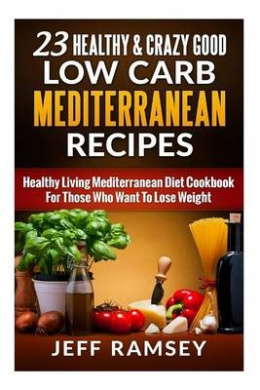 23 HEALTHY & CRAZY GOOD
LOW CARB
MEDITERRANEAN
RECIPES
Healthy Living Mediterranean Diet Cookbook
For Those Who Want To Lose Weight
JEFF RAMSEY